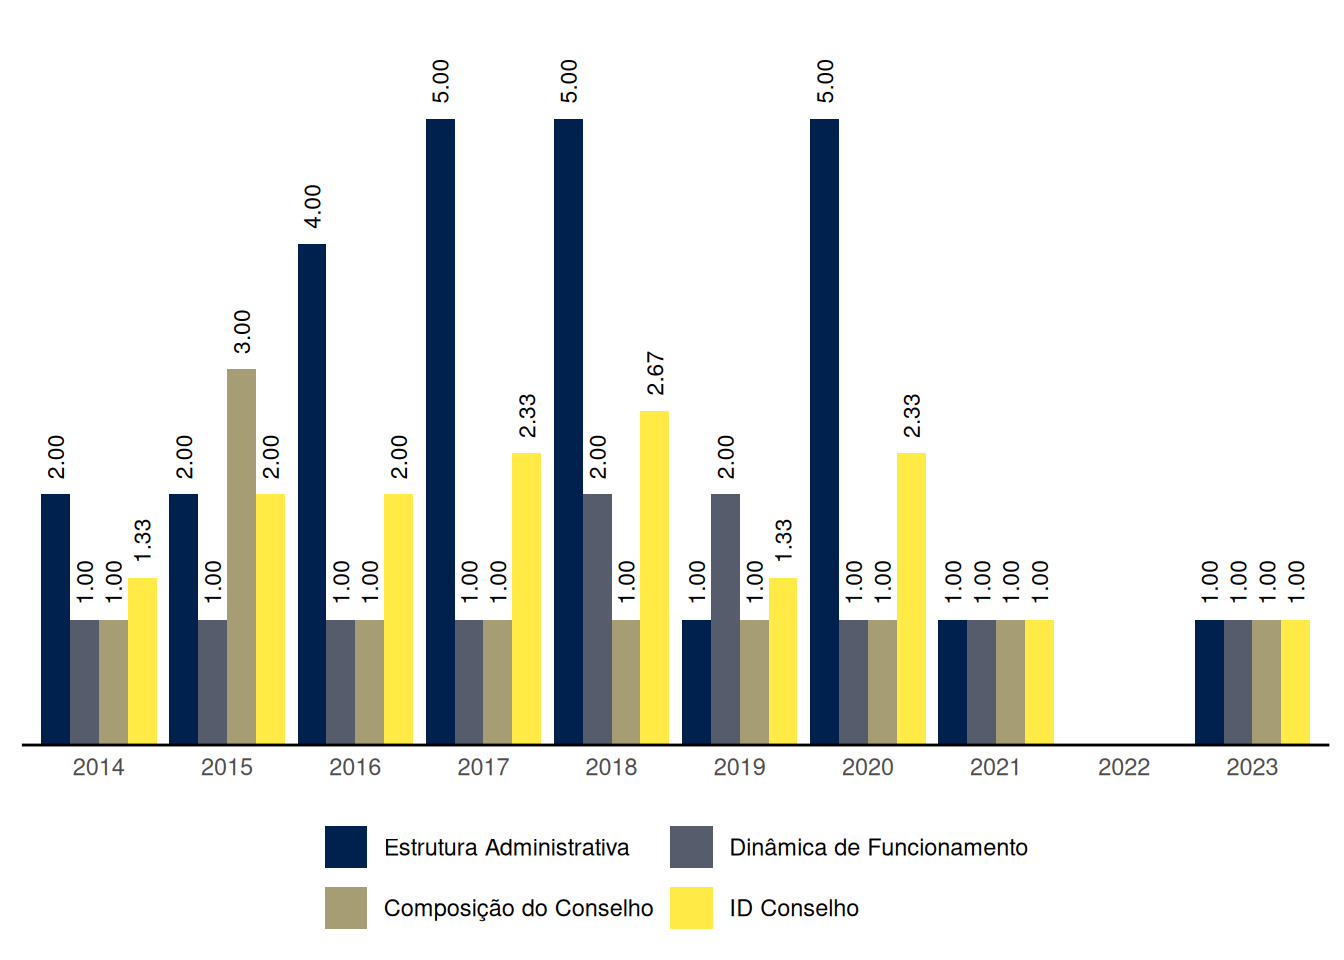 5.00 5.00 5.00
4.00
3.00
2.67
2.33 2.33
2.00 2.00 2.00 2.00 2.00 2.00
1.33 1.33
1.00 1.00 1.00 1.00 1.00 1.00 1.00 1.00 1.00 1.00 1.00 1.00 1.00 1.00 1.00 1.00 1.00 1.00 1.00 1.00
2014 2015 2016 2017 2018 2019 2020 2021 2022 2023
Estrutura Administrativa Dinâmica de Funcionamento
Composição do Conselho ID Conselho